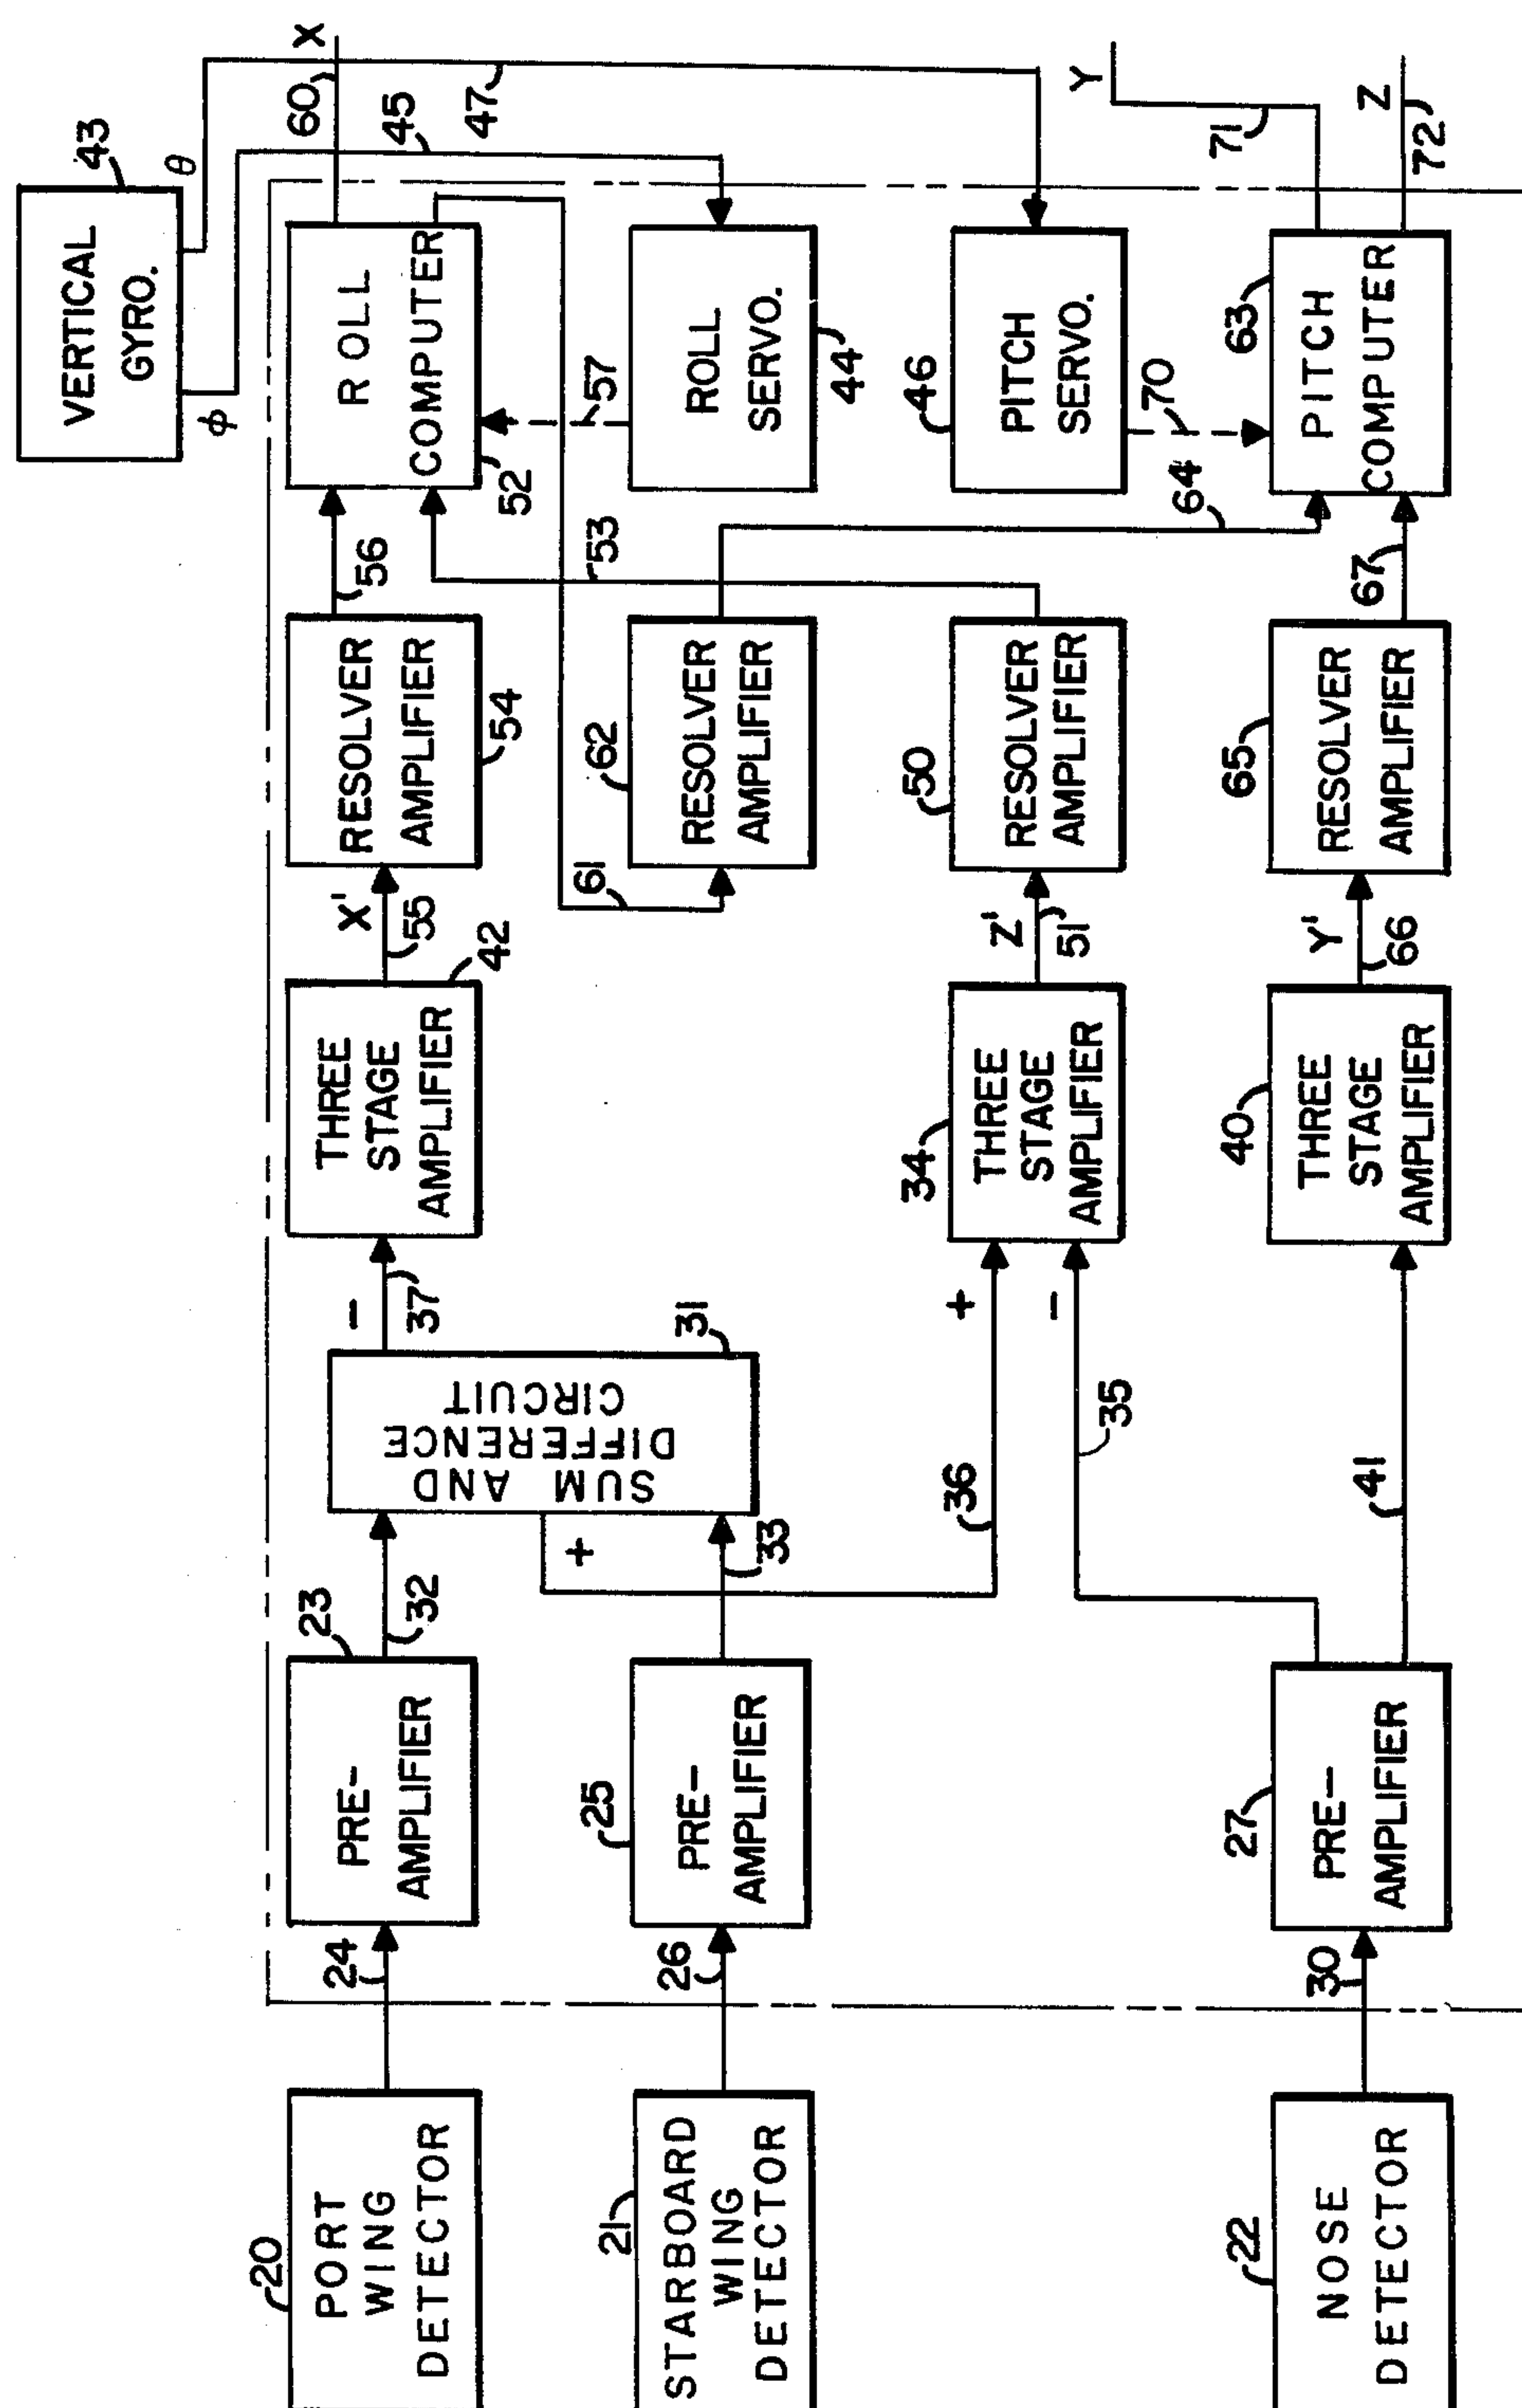 20
PORT
WING
DETECTOR
24
23
PRE-
AMPLIFIER
32
SUM AND
DIFFERENCE
CIRCUIT
31
-
37
THREE
STAGE
AMPLIFIER
42
X'
55
RESOLVER
AMPLIFIER
54
56
ROLL
COMPUTER
52
60
X
VERTICAL
GYRO.
43
φ
θ
45
47
21
STARBOARD
WING
DETECTOR
26
25
PRE-
AMPLIFIER
33
+
61
62
RESOLVER
AMPLIFIER
53
57
ROLL
SERVO.
44
36
+
-
35
34
THREE
STAGE
AMPLIFIER
Z'
51
50
RESOLVER
AMPLIFIER
46
PITCH
SERVO.
70
64
22
NOSE
DETECTOR
30
27
PRE-
AMPLIFIER
41
40
THREE
STAGE
AMPLIFIER
Y'
66
65
RESOLVER
AMPLIFIER
67
63
PITCH
COMPUTER
71
Y
Z
72